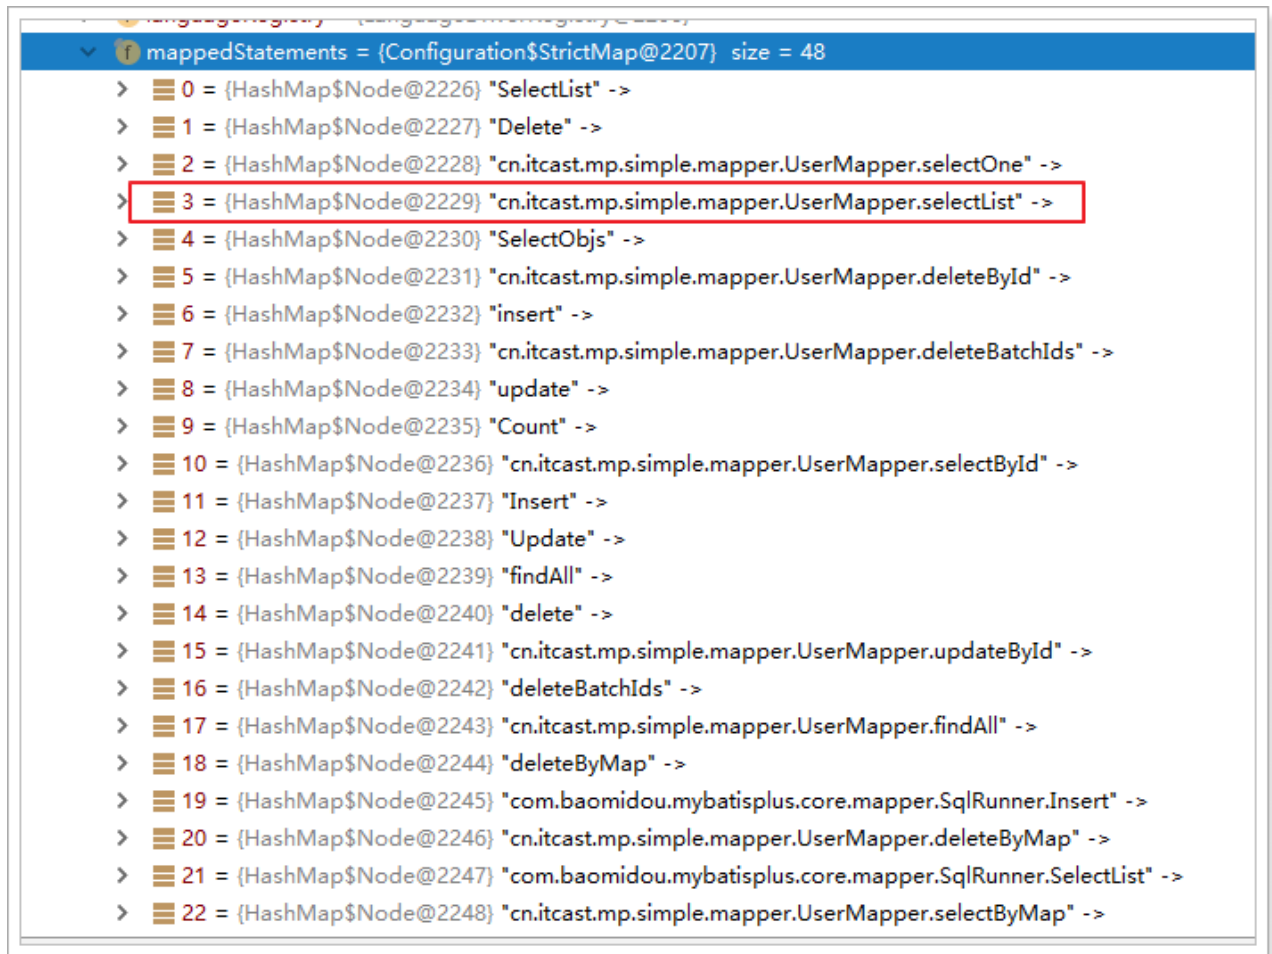 mappedStatements = {Configuration$StrictMap@2207} size = 48
0 = {HashMap$Node@2226} "SelectList" ->
1 = {HashMap$Node@2227} "Delete" ->
2 = {HashMap$Node@2228} "cn.itcast.mp.simple.mapper.UserMapper.selectOne" ->
3 = {HashMap$Node@2229} "cn.itcast.mp.simple.mapper.UserMapper.selectList" ->
4 = {HashMap$Node@2230} "SelectObjs" ->
5 = {HashMap$Node@2231} "cn.itcast.mp.simple.mapper.UserMapper.deleteById" ->
6 = {HashMap$Node@2232} "insert" ->
7 = {HashMap$Node@2233} "cn.itcast.mp.simple.mapper.UserMapper.deleteBatchIds" ->
8 = {HashMap$Node@2234} "update" ->
9 = {HashMap$Node@2235} "Count" ->
10 = {HashMap$Node@2236} "cn.itcast.mp.simple.mapper.UserMapper.selectById" ->
11 = {HashMap$Node@2237} "Insert" ->
12 = {HashMap$Node@2238} "Update" ->
13 = {HashMap$Node@2239} "findAll" ->
14 = {HashMap$Node@2240} "delete" ->
15 = {HashMap$Node@2241} "cn.itcast.mp.simple.mapper.UserMapper.updateById" ->
16 = {HashMap$Node@2242} "deleteBatchIds" ->
17 = {HashMap$Node@2243} "cn.itcast.mp.simple.mapper.UserMapper.findAll" ->
18 = {HashMap$Node@2244} "deleteByMap" ->
19 = {HashMap$Node@2245} "com.baomidou.mybatisplus.core.mapper.SqlRunner.Insert" ->
20 = {HashMap$Node@2246} "cn.itcast.mp.simple.mapper.UserMapper.deleteByMap" ->
21 = {HashMap$Node@2247} "com.baomidou.mybatisplus.core.mapper.SqlRunner.SelectList" ->
22 = {HashMap$Node@2248} "cn.itcast.mp.simple.mapper.UserMapper.selectByMap" ->